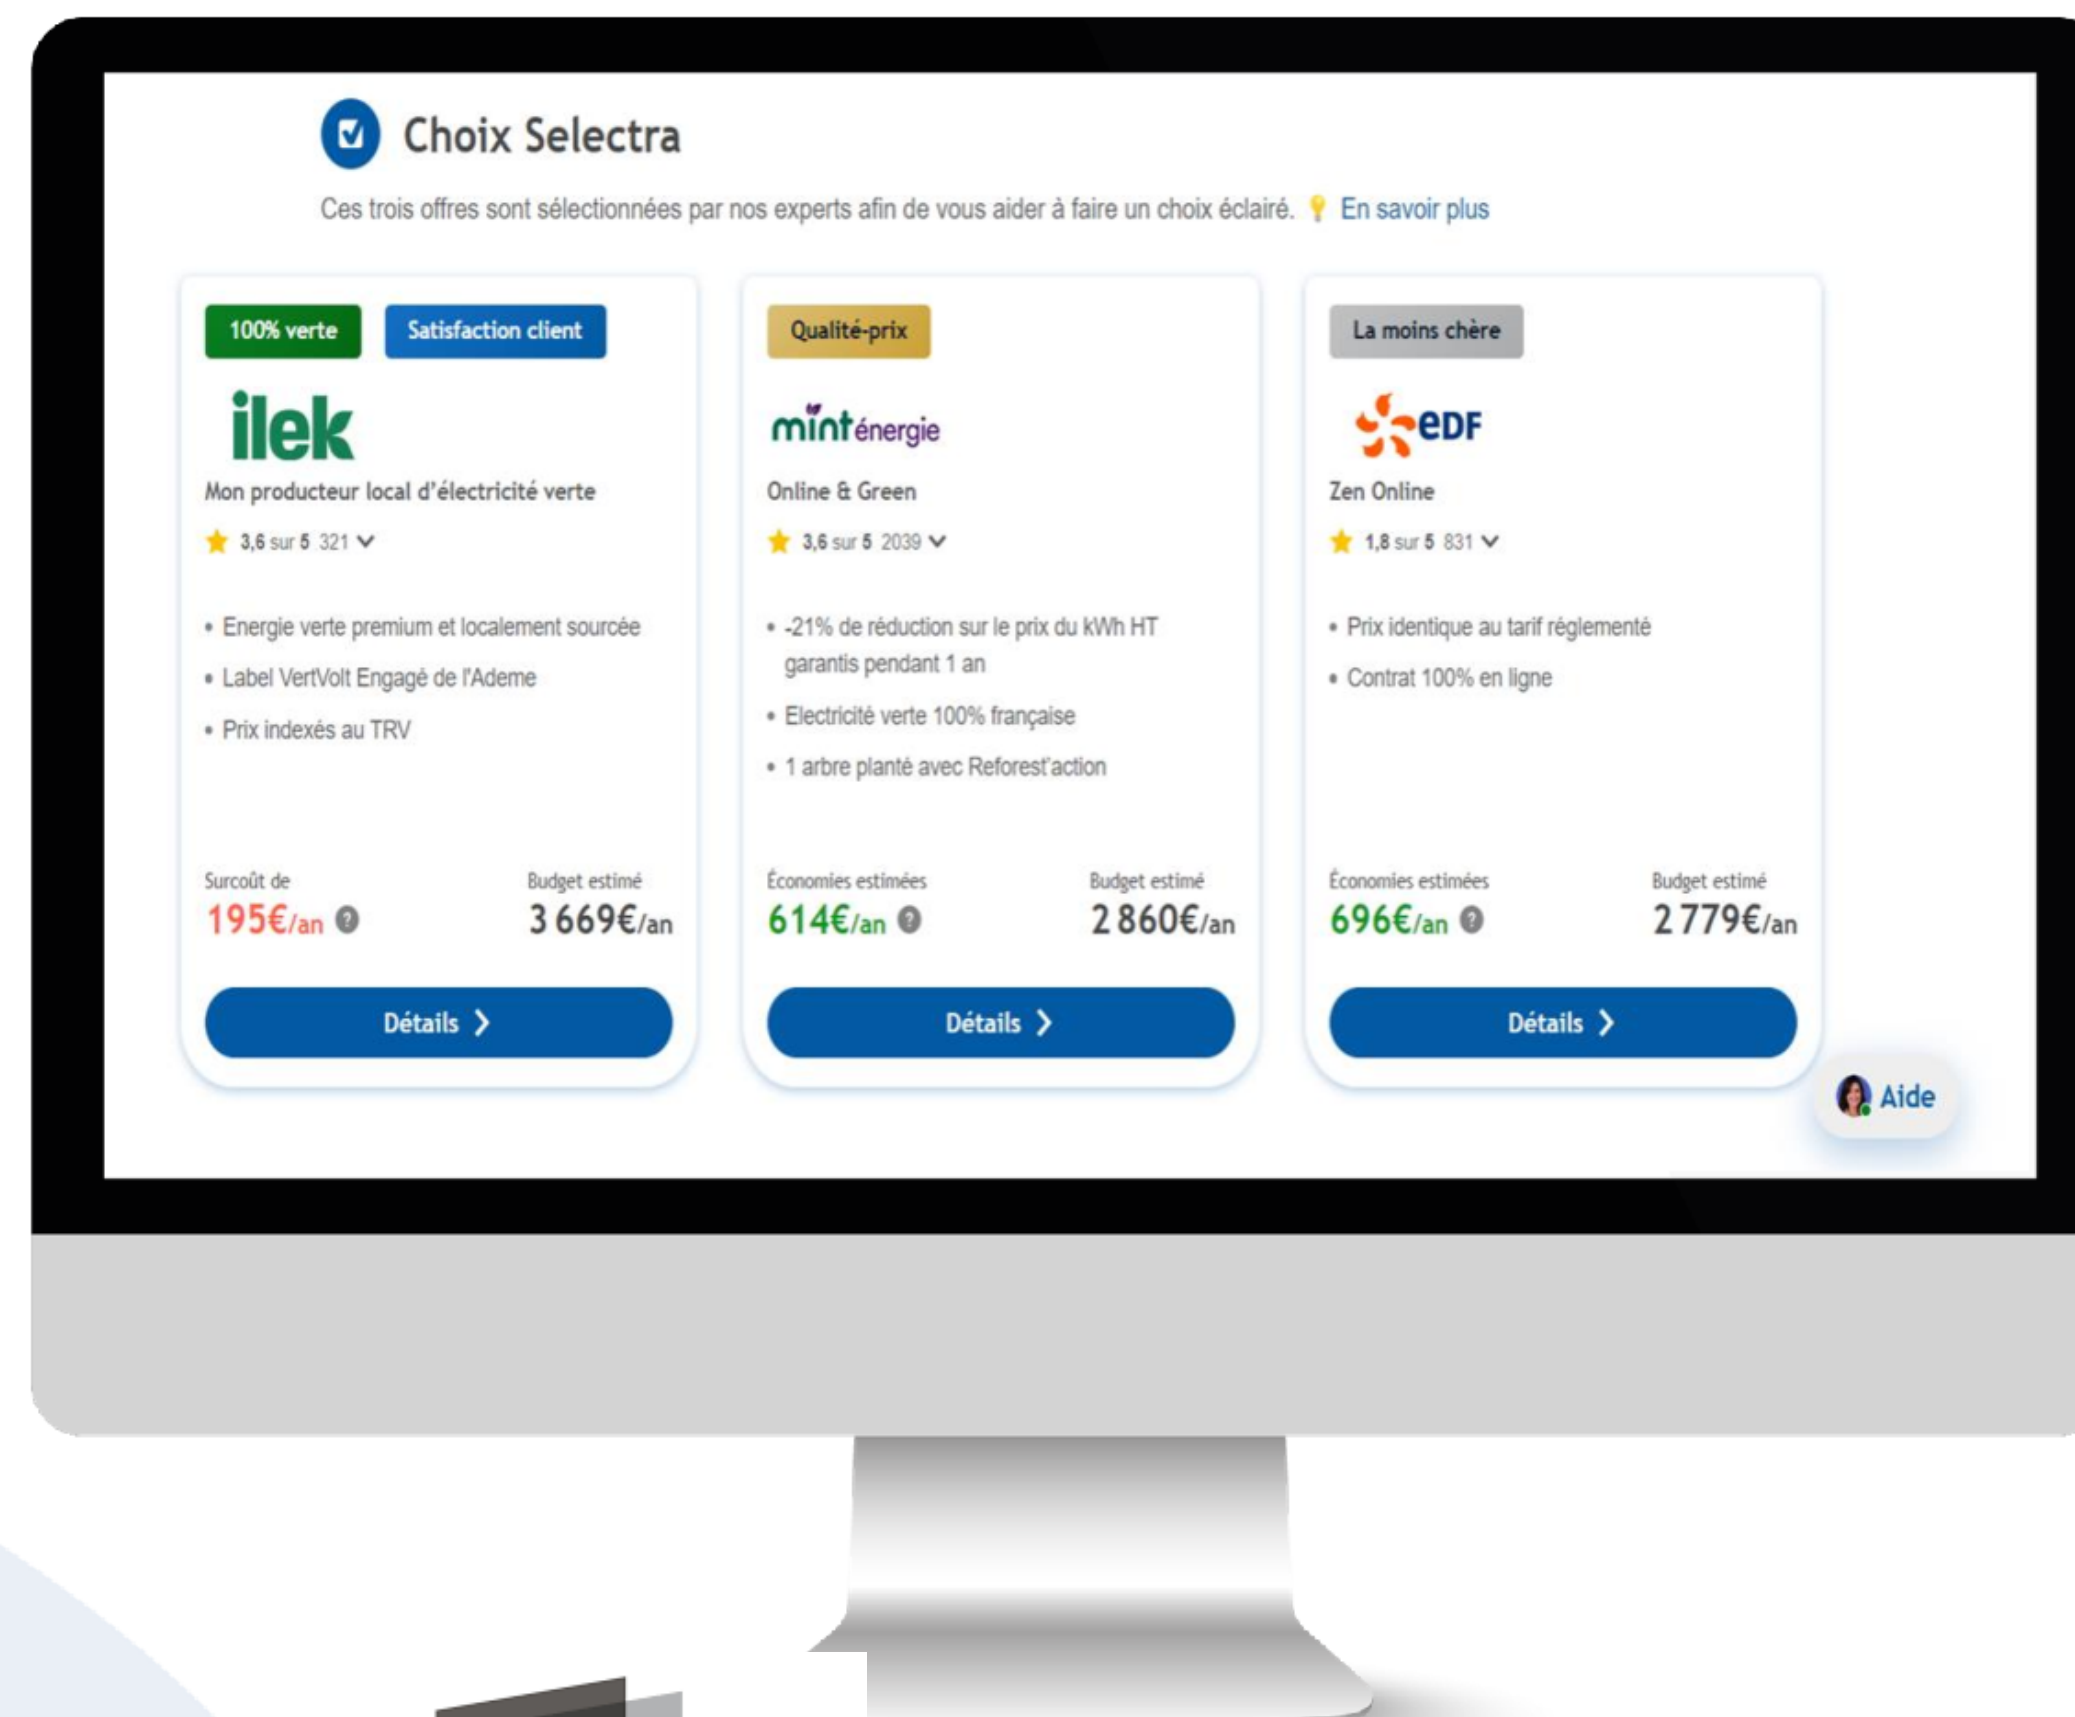 Choix Selectra
Ces trois offres sont sélectionnées par nos experts afin de vous aider à faire un choix éclairé. En savoir plus
100% verte
Satisfaction client
ilek
Mon producteur local d'électricité verte
3,6 sur 5 321
• Energie verte premium et localement sourcée
• Label VertVolt Engagé de l'Ademe
• Prix indexés au TRV
Surcoût de
195€/an ?
Budget estimé
3 669€/an
Détails
Qualité-prix
mint énergie
Online & Green
3,6 sur 5 2039
• -21% de réduction sur le prix du kWh HT
garantis pendant 1 an
• Electricité verte 100% française
• 1 arbre planté avec Reforest'action
Économies estimées
614€/an ?
Budget estimé
2 860€/an
Détails
La moins chère
eDF
Zen Online
1,8 sur 5 831
• Prix identique au tarif réglementé
• Contrat 100% en ligne
Économies estimées
696€/an ?
Budget estimé
2 779€/an
Détails
Aide